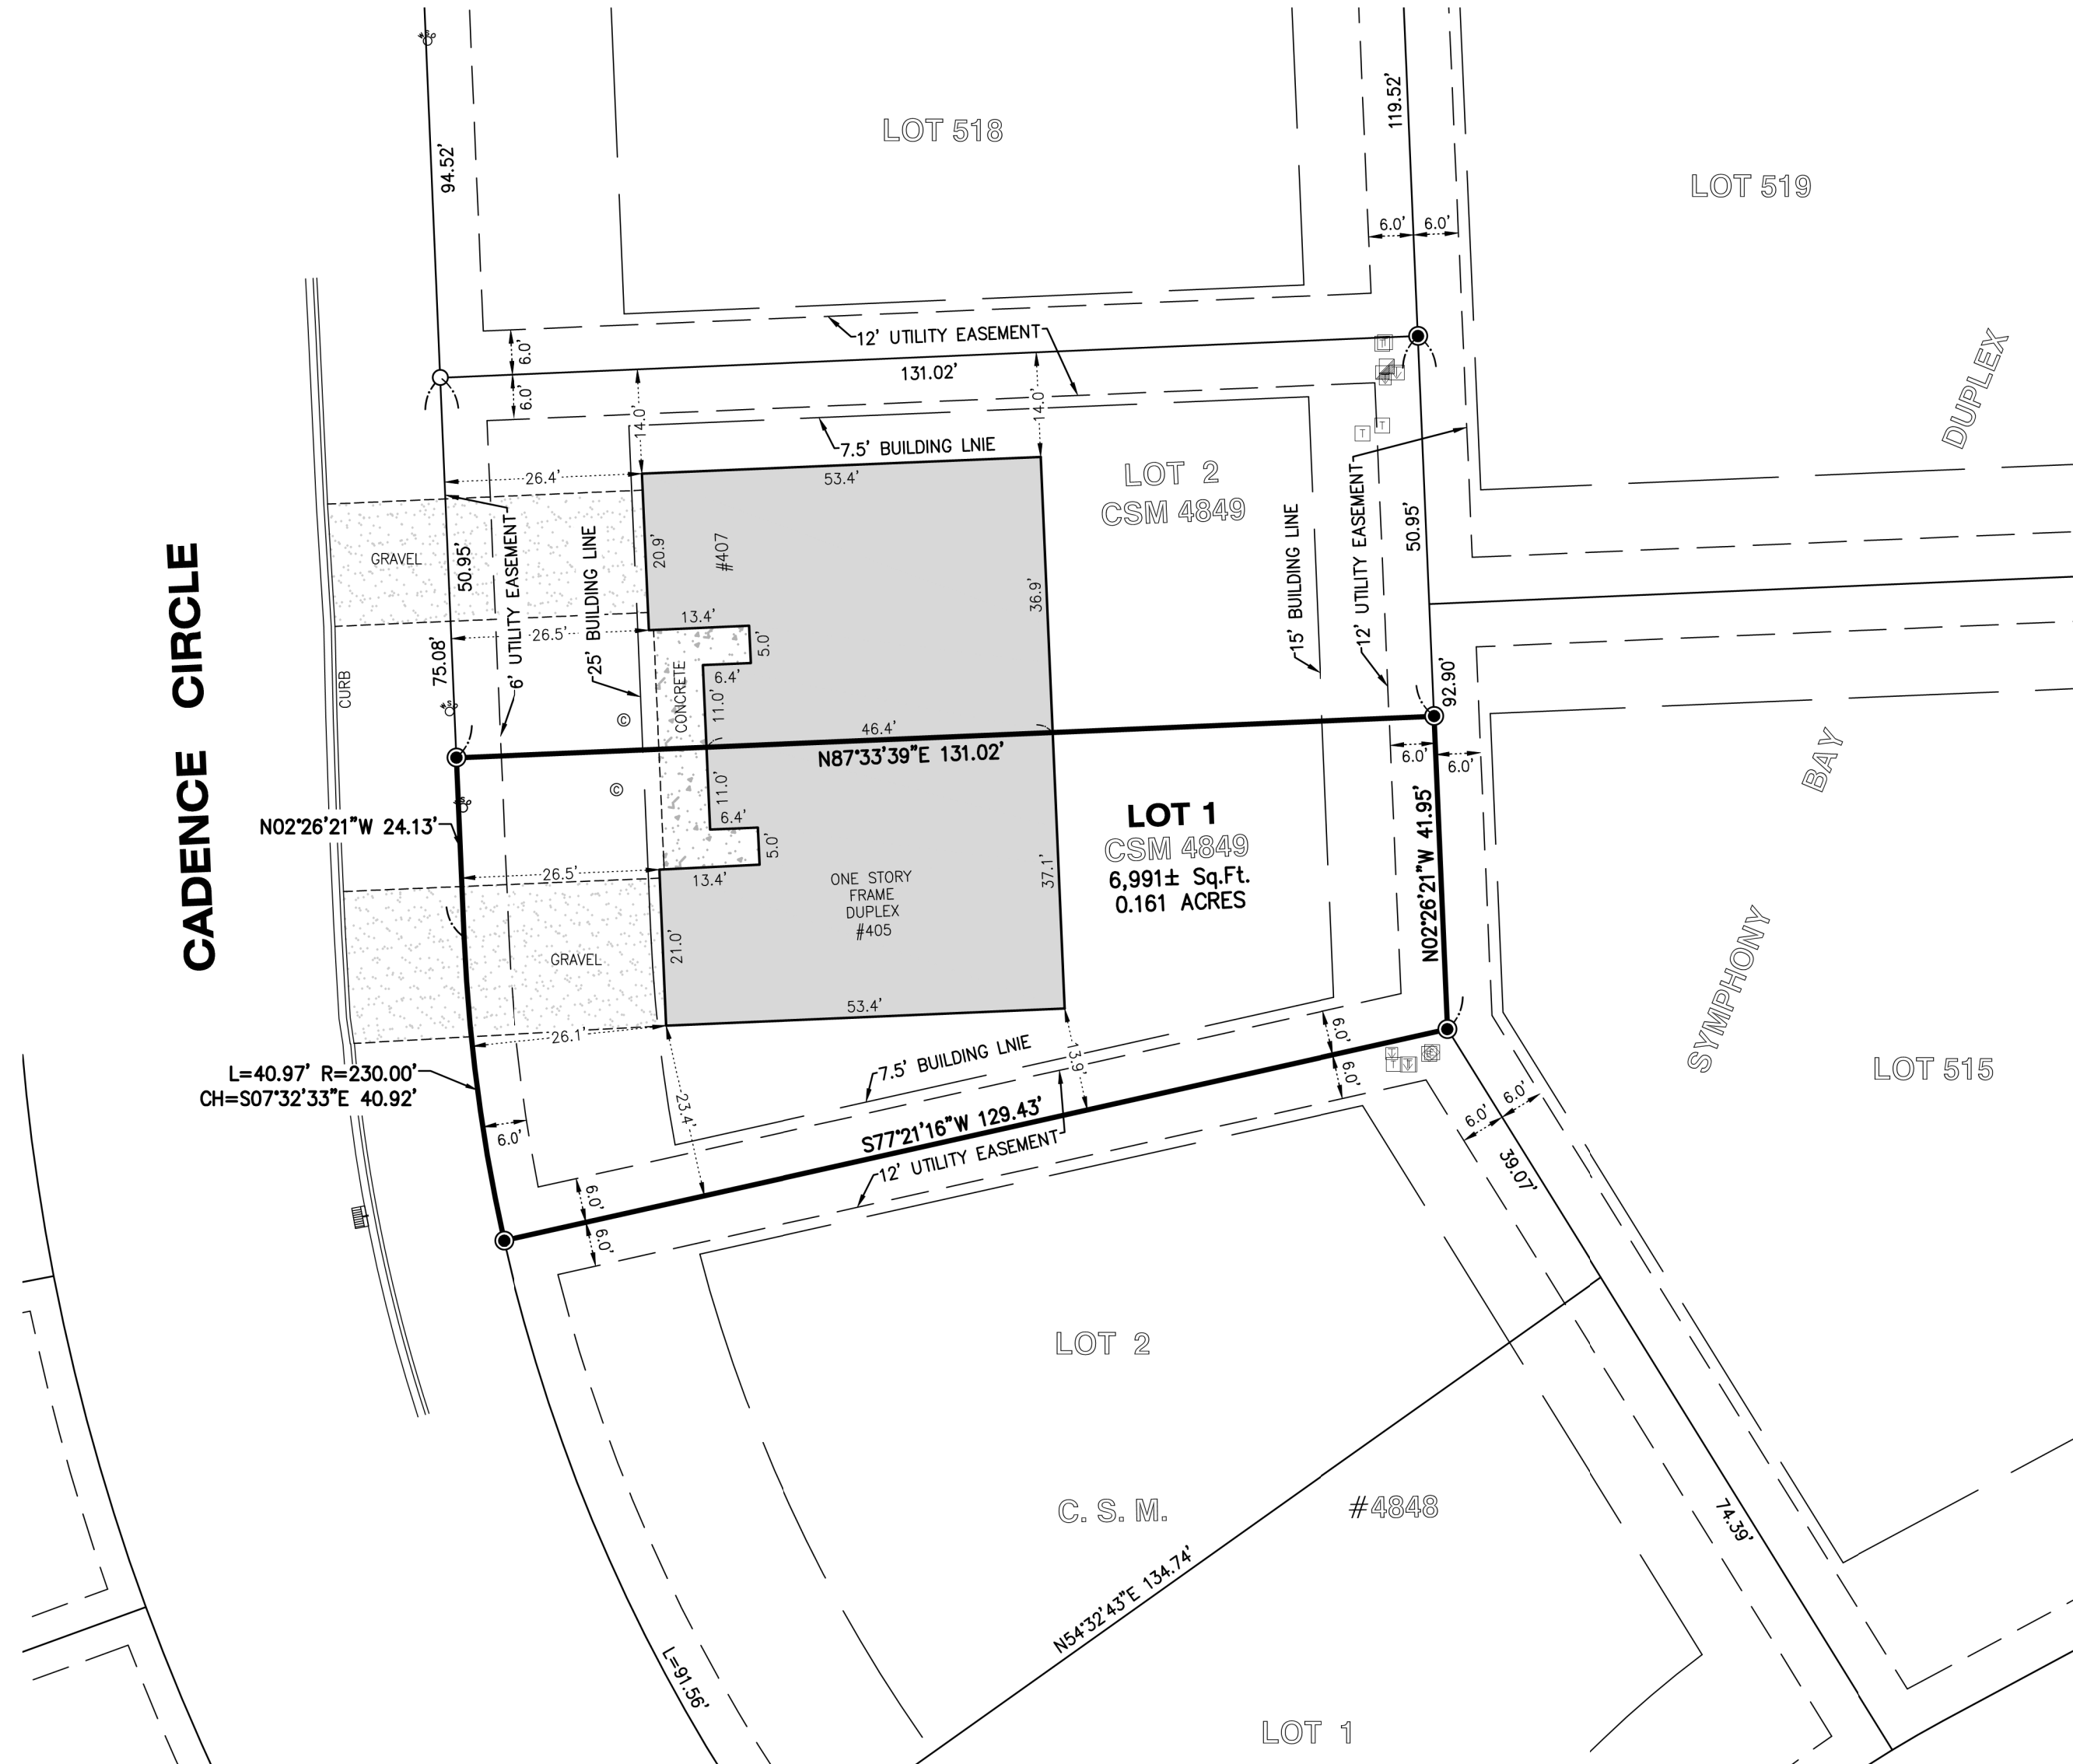 94.52'
119.52'
LOT 518
LOT 519
6.0' 6.0'
12' UTILITY EASEMENT
6.0'
6.0'
131.02'
14.0'
14.0'
7.5' BUILDING LNIE
DUPLEX
LOT 2
CSM 4849
26.4'
53.4'
GRAVEL
50.95'
6' UTILITY EASEMENT
25' BUILDING LINE
20.9'
#407
36.9'
15' BUILDING LINE
12' UTILITY EASEMENT
50.95'
CADENCE CIRCLE
26.5'
13.4'
5.0'
6.4'
75.08'
CURB
CONCRETE
11.0'
©
46.4'
N87°33'39"E 131.02'
92.90'
6.0'
6.0'
BAY
©
11.0'
6.4'
5.0'
N02°26'21"W 24.13'
26.5'
13.4'
LOT 1
CSM 4849
6,991± Sq.Ft.
0.161 ACRES
37.1'
ONE STORY
FRAME
DUPLEX
#405
N02°26'21"W 41.95'
GRAVEL
21.0'
53.4'
SYMPHONY
26.1'
7.5' BUILDING LNIE
13.9'
6.0'
6.0'
T
T
T
T
LOT 515
L=40.97' R=230.00'
CH=S07°32'33"E 40.92'
23.4'
6.0'
S77°21'16"W 129.43'
12' UTILITY EASEMENT
6.0'
6.0'
39.07'
6.0'
6.0'
LOT 2
C. S. M. #4848
74.39'
N54°32'43"E 134.74'
L=91.56'
LOT 1